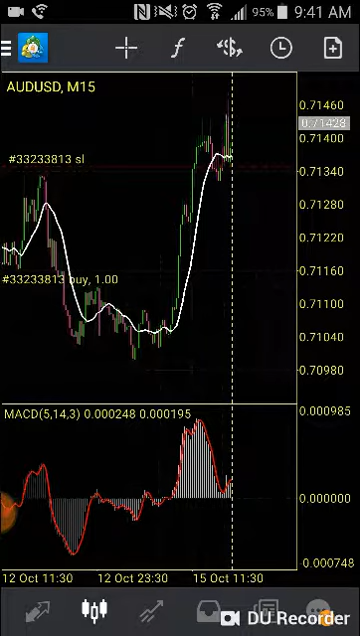 95% 9:41 AM
AUDUSD, M15
0.71460
0.71428
0.71400
#33233813 sl
0.71340
0.71280
0.71220
#33233813 buy, 1.00
0.71160
0.71100
0.71040
0.70980
MACD(5,14,3) 0.000248 0.000195
0.000985
0.000000
0.000748
12 Oct 11:30 12 Oct 23:30 15 Oct 11:30
DU Recorder